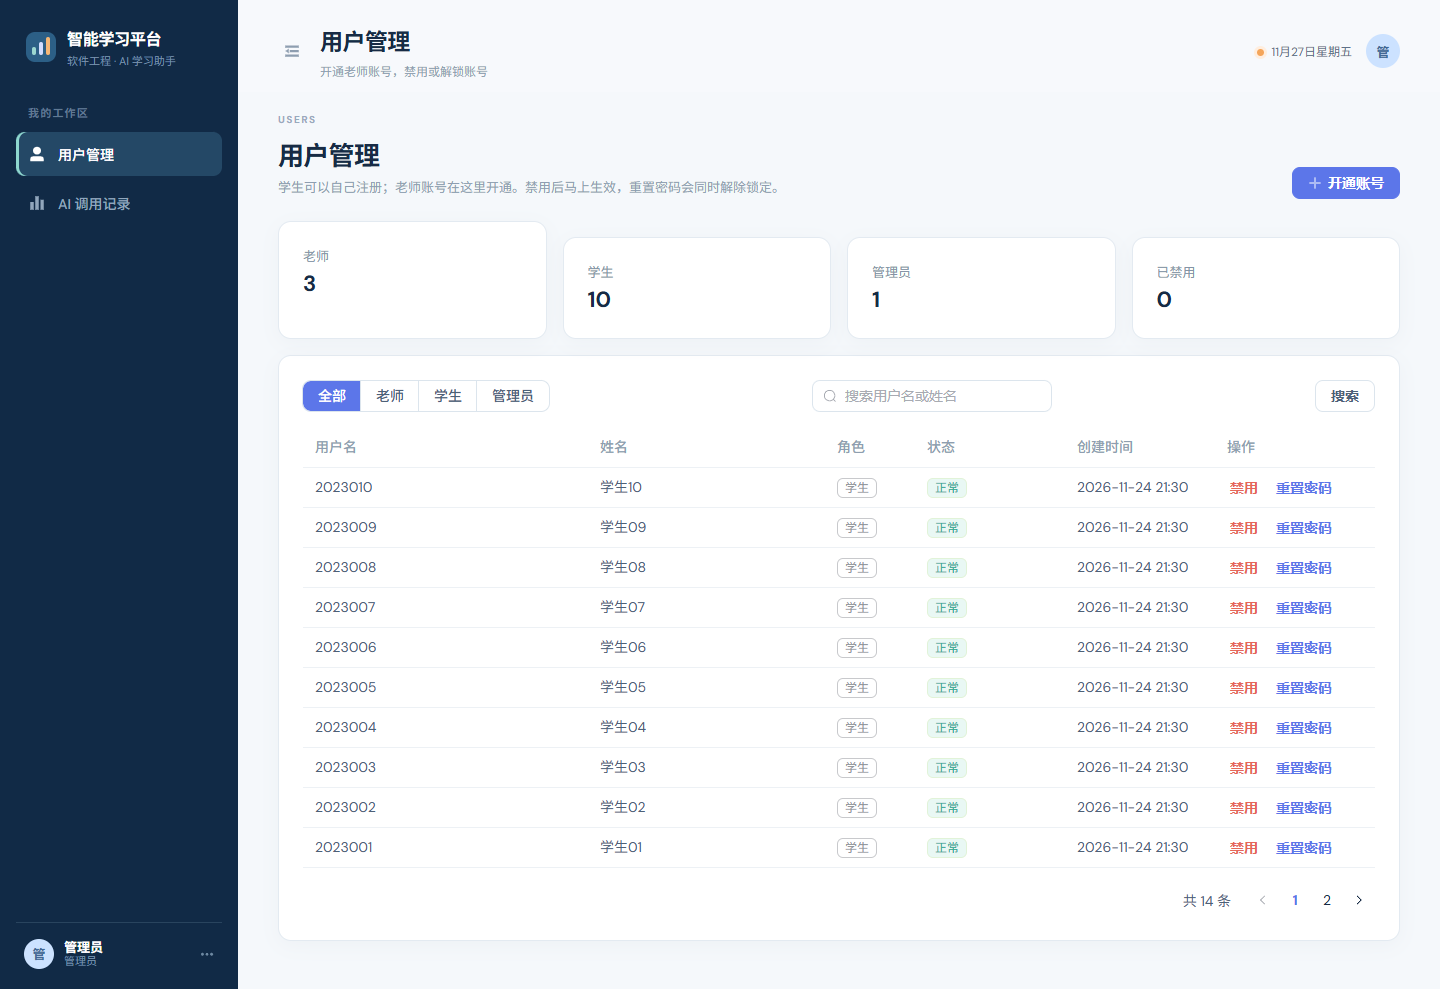 智能学习平台
软件工程 · AI 学习助手
我的工作区
用户管理
AI 调用记录
管
管理员
管理员
用户管理
开通老师账号，禁用或解锁账号
11月27日星期五
管
USERS
用户管理
学生可以自己注册；老师账号在这里开通。禁用后马上生效，重置密码会同时解除锁定。
开通账号
老师
3
学生
10
管理员
1
已禁用
0
全部 老师 学生 管理员
搜索用户名或姓名
搜索
用户名 姓名 角色 状态 创建时间 操作
2023010 学生10 学生 正常 2026-11-24 21:30 禁用 重置密码
2023009 学生09 学生 正常 2026-11-24 21:30 禁用 重置密码
2023008 学生08 学生 正常 2026-11-24 21:30 禁用 重置密码
2023007 学生07 学生 正常 2026-11-24 21:30 禁用 重置密码
2023006 学生06 学生 正常 2026-11-24 21:30 禁用 重置密码
2023005 学生05 学生 正常 2026-11-24 21:30 禁用 重置密码
2023004 学生04 学生 正常 2026-11-24 21:30 禁用 重置密码
2023003 学生03 学生 正常 2026-11-24 21:30 禁用 重置密码
2023002 学生02 学生 正常 2026-11-24 21:30 禁用 重置密码
2023001 学生01 学生 正常 2026-11-24 21:30 禁用 重置密码
共 14 条 1 2